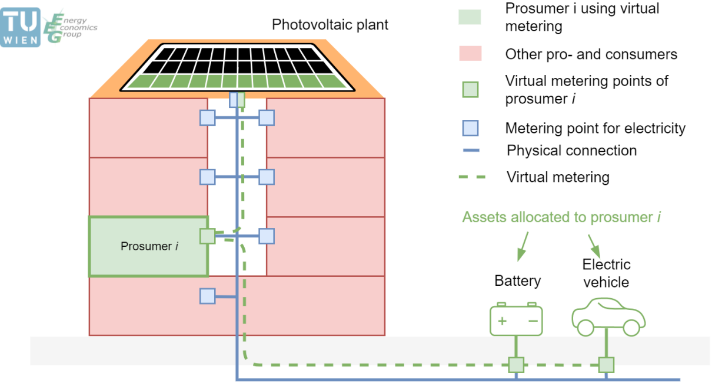 TU
WIEN
Energy
Economics
Group
Photovoltaic plant
Prosumer i using virtual
metering
Other pro- and consumers
Virtual metering points of
prosumer i
Metering point for electricity
Physical connection
Virtual metering
Assets allocated to prosumer i
Prosumer i
Battery
Electric
vehicle